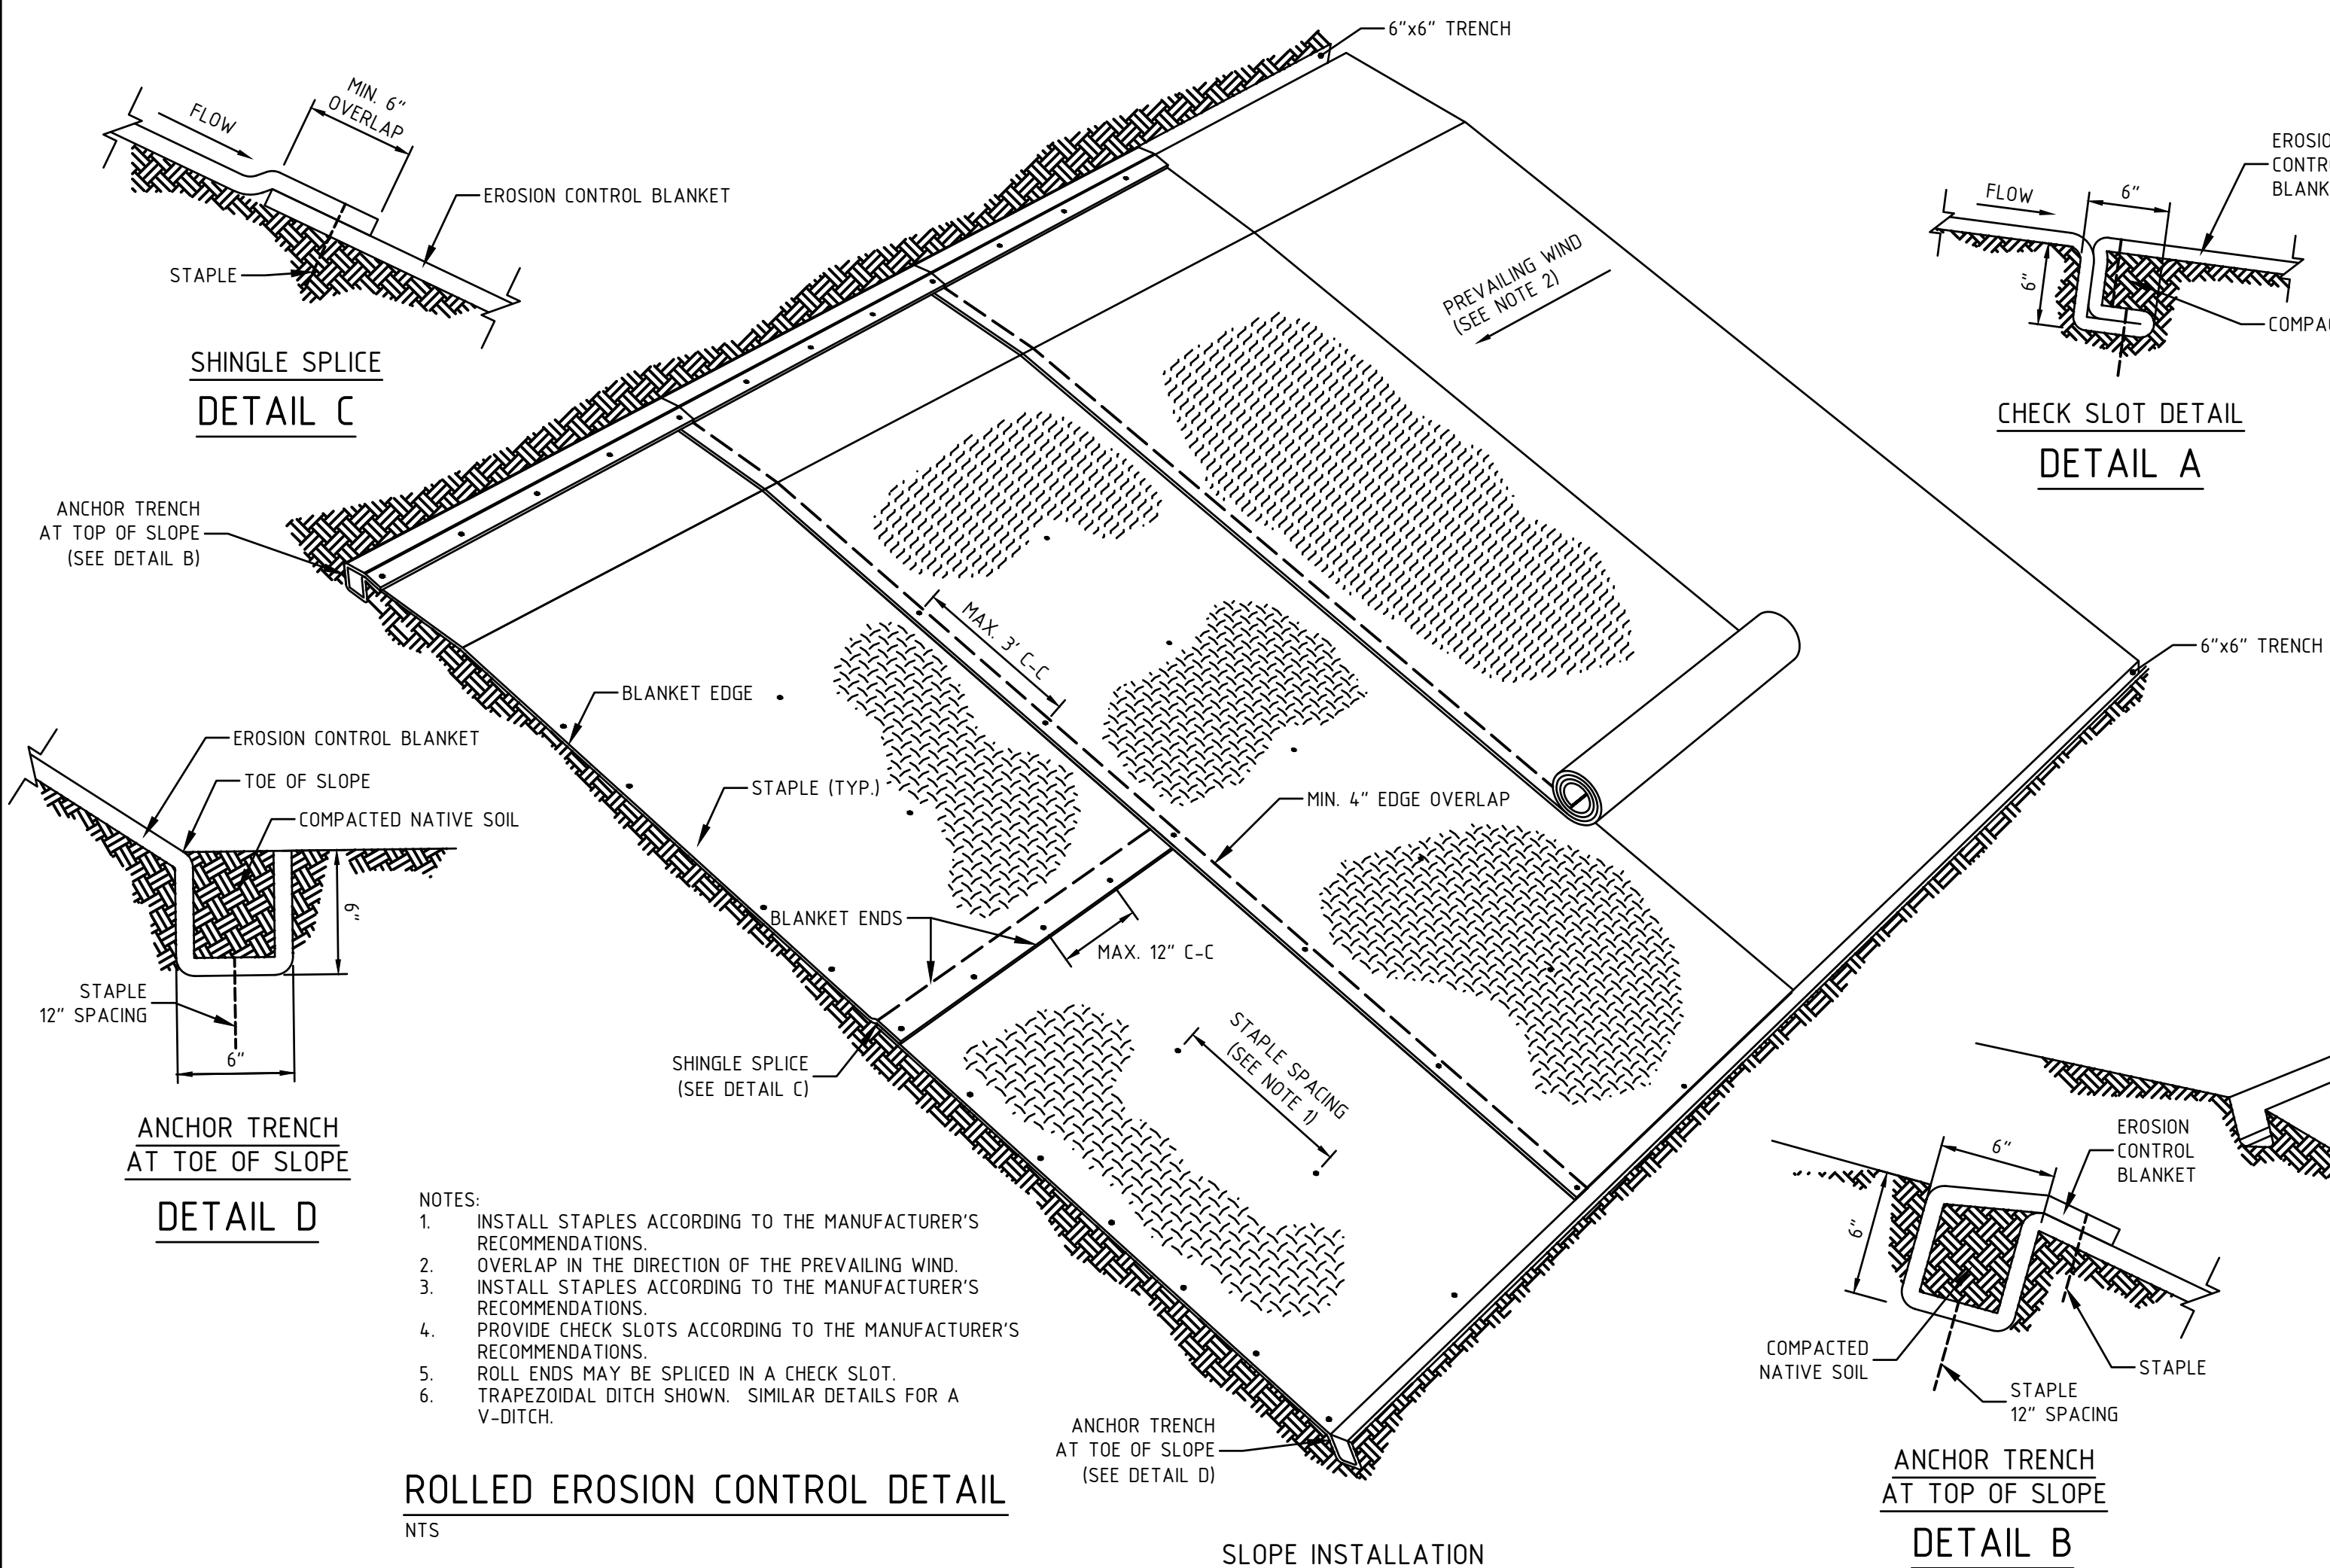 6"x6" TRENCH
MIN. 6"
OVERLAP
FLOW
EROSION CONTROL BLANKET
STAPLE
SHINGLE SPLICE
DETAIL C
PREVAILING WIND
(SEE NOTE 2)
FLOW
6"
6"
CHECK SLOT DETAIL
DETAIL A
ANCHOR TRENCH
AT TOP OF SLOPE
(SEE DETAIL B)
MAX. 3' C-C
6"x6" TRENCH
BLANKET EDGE
STAPLE (TYP.)
MIN. 4" EDGE OVERLAP
BLANKET ENDS
MAX. 12" C-C
EROSION CONTROL BLANKET
TOE OF SLOPE
COMPACTED NATIVE SOIL
6"
STAPLE
12" SPACING
6"
ANCHOR TRENCH
AT TOE OF SLOPE
DETAIL D
SHINGLE SPLICE
(SEE DETAIL C)
STAPLE SPACING
(SEE NOTE 1)
NOTES:
1. INSTALL STAPLES ACCORDING TO THE MANUFACTURER'S
RECOMMENDATIONS.
2. OVERLAP IN THE DIRECTION OF THE PREVAILING WIND.
3. INSTALL STAPLES ACCORDING TO THE MANUFACTURER'S
RECOMMENDATIONS.
4. PROVIDE CHECK SLOTS ACCORDING TO THE MANUFACTURER'S
RECOMMENDATIONS.
5. ROLL ENDS MAY BE SPLICED IN A CHECK SLOT.
6. TRAPEZOIDAL DITCH SHOWN. SIMILAR DETAILS FOR A
V-DITCH.
ROLLED EROSION CONTROL DETAIL
NTS
ANCHOR TRENCH
AT TOE OF SLOPE
(SEE DETAIL D)
SLOPE INSTALLATION
6"
EROSION
CONTROL
BLANKET
6"
COMPACTED
NATIVE SOIL
STAPLE
STAPLE
12" SPACING
ANCHOR TRENCH
AT TOP OF SLOPE
DETAIL B